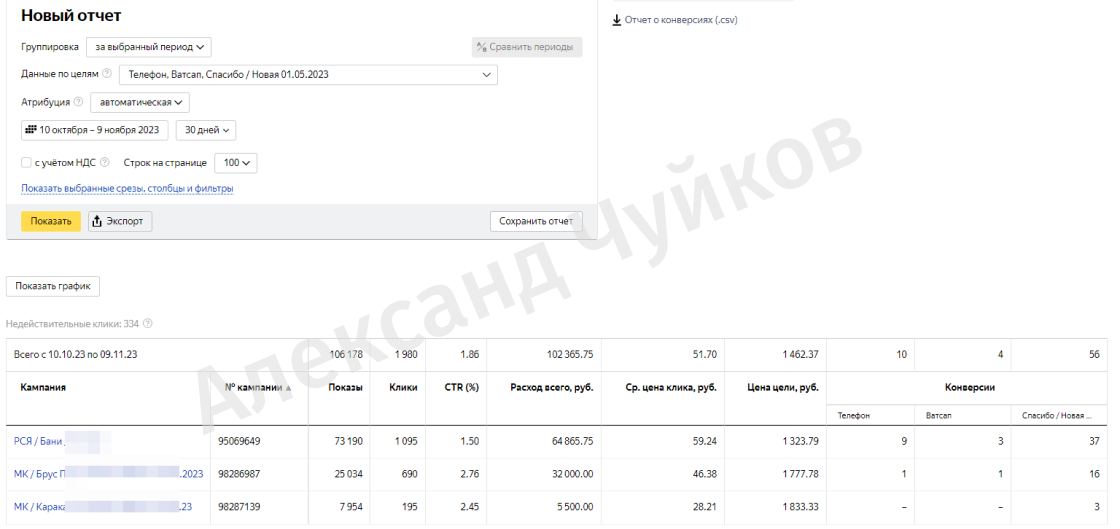 Новый отчет
Отчет о конверсиях (.csv)
Группировка за выбранный период Сравнить периоды
Данные по целям Телефон, Ватсап, Спасибо / Новая 01.05.2023
Атрибуция автоматическая
10 октября – 9 ноября 2023 30 дней
с учётом НДС Строк на странице 100
Показать выбранные срезы, столбцы и фильтры
Показать Экспорт Сохранить отчет
Александр Чуйков
Показать график
Недействительные клики: 334
Всего с 10.10.23 по 09.11.23 106 178 1 980 1.86 102 365.75 51.70 1 462.37 10 4 56
Кампания № кампании Показы Клики CTR (%) Расход всего, руб. Ср. цена клика, руб. Цена цели, руб. Конверсии
Телефон Ватсап Спасибо / Новая ...
РСЯ / Бани 95069649 73 190 1 095 1.50 64 865.75 59.24 1 323.79 9 3 37
МК / Брус П .2023 98286987 25 034 690 2.76 32 000.00 46.38 1 777.78 1 1 16
МК / Карака .23 98287139 7 954 195 2.45 5 500.00 28.21 1 833.33 – – 3